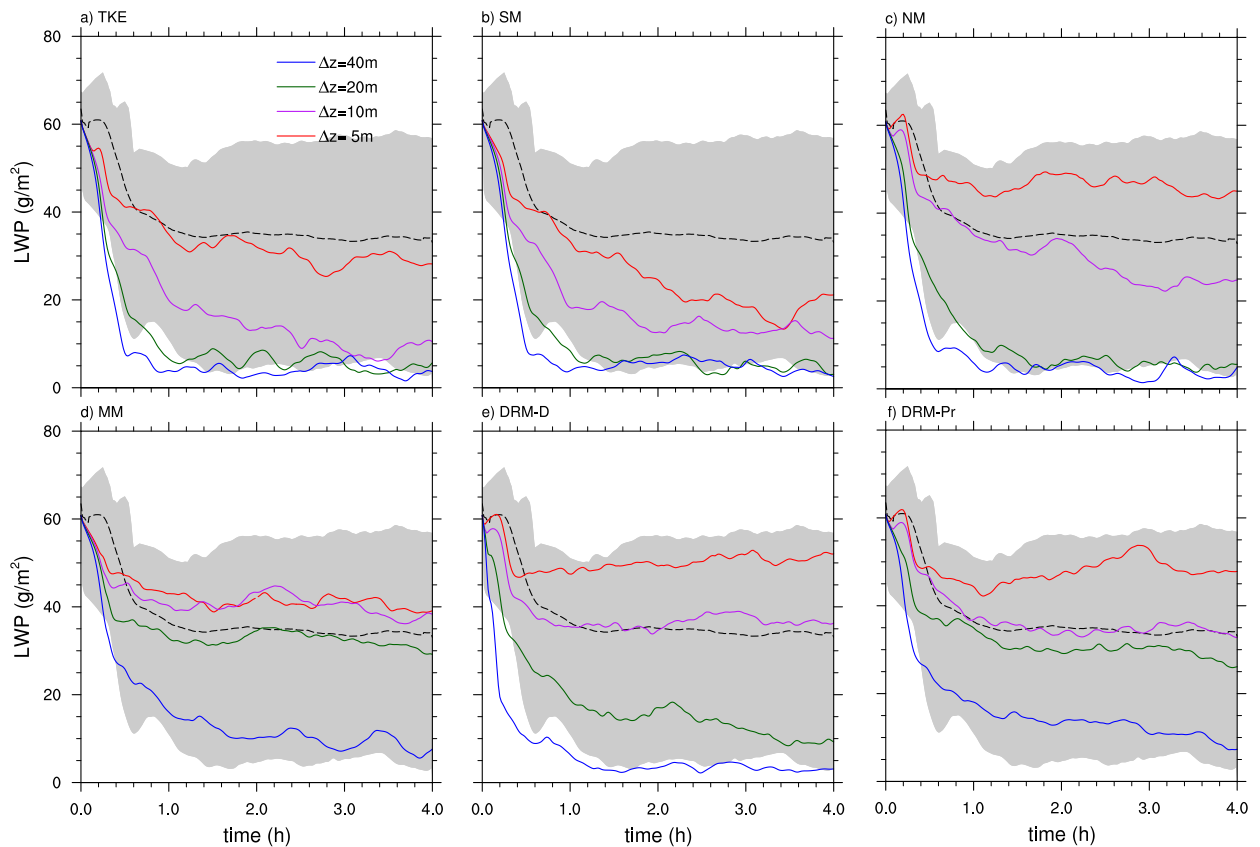 a) TKE
b) SM
c) NM
80
60
40
20
0
LWP (g/m²)
Δz=40m
Δz=20m
Δz=10m
Δz= 5m
d) MM
e) DRM-D
f) DRM-Pr
80
60
40
20
0
LWP (g/m²)
0.0 1.0 2.0 3.0 4.0
0.0 1.0 2.0 3.0 4.0
0.0 1.0 2.0 3.0 4.0
time (h)
time (h)
time (h)